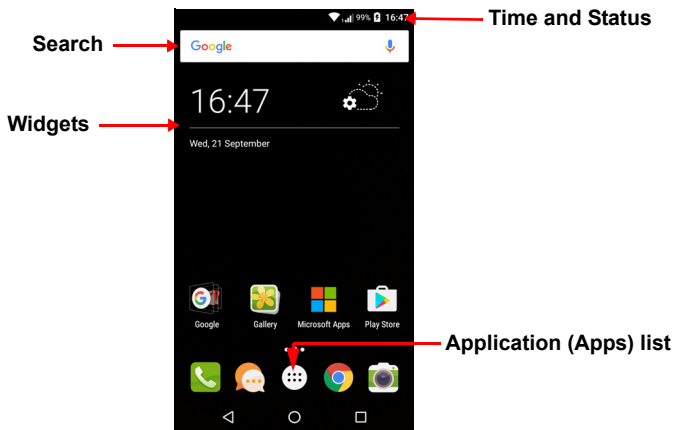 99% 16:47
Time and Status
Search
Google
16:47
Widgets
Wed, 21 September
Google Gallery Microsoft Apps Play Store
Application (Apps) list